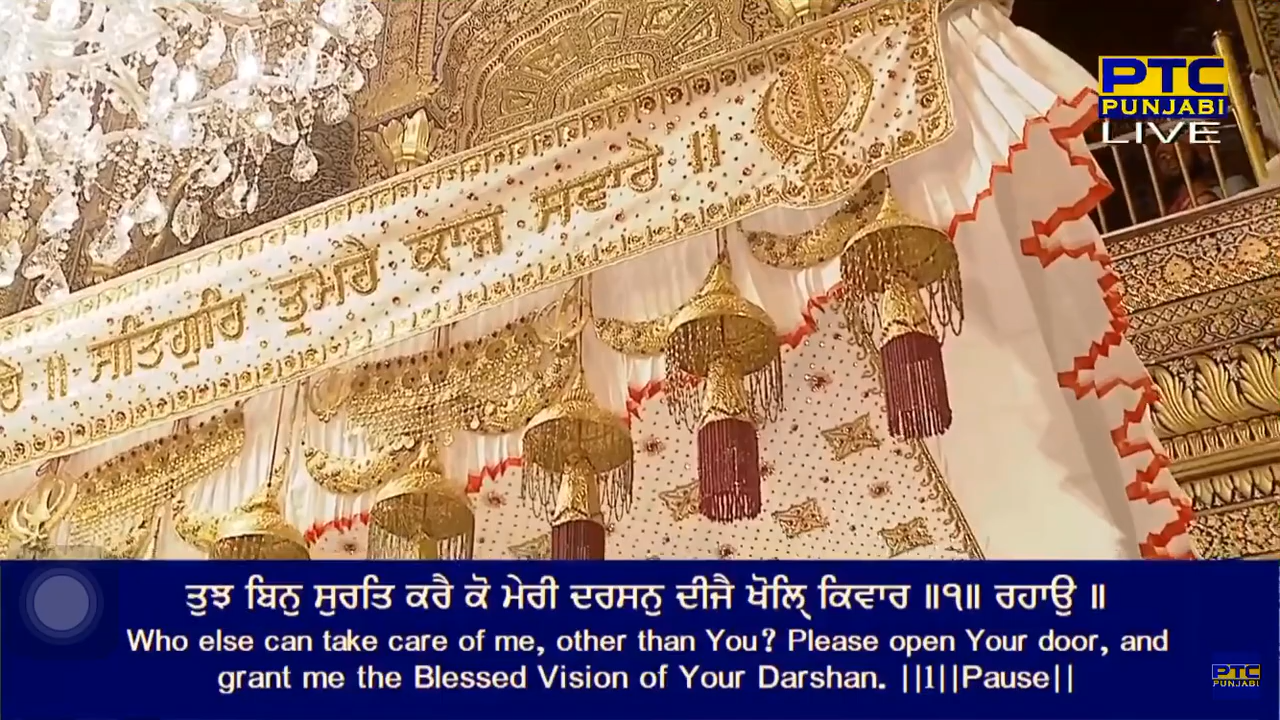 PTC
PUNJABI
LIVE
ਰੇ ॥ ਸਤਿਗੁਰਿ ਤੁਮਰੇ ਕਾਜ ਸਵਾਰੇ ॥
ਤੁਝ ਬਿਨੁ ਸੁਰਤਿ ਕਰੈ ਕੋ ਮੇਰੀ ਦਰਸਨੁ ਦੀਜੈ ਖੋਲਿ੍ ਕਿਵਾਰ ॥੧॥ ਰਹਾਉ ॥
Who else can take care of me, other than You? Please open Your door, and
grant me the Blessed Vision of Your Darshan. ||1||Pause||
PTC
PUNJABI